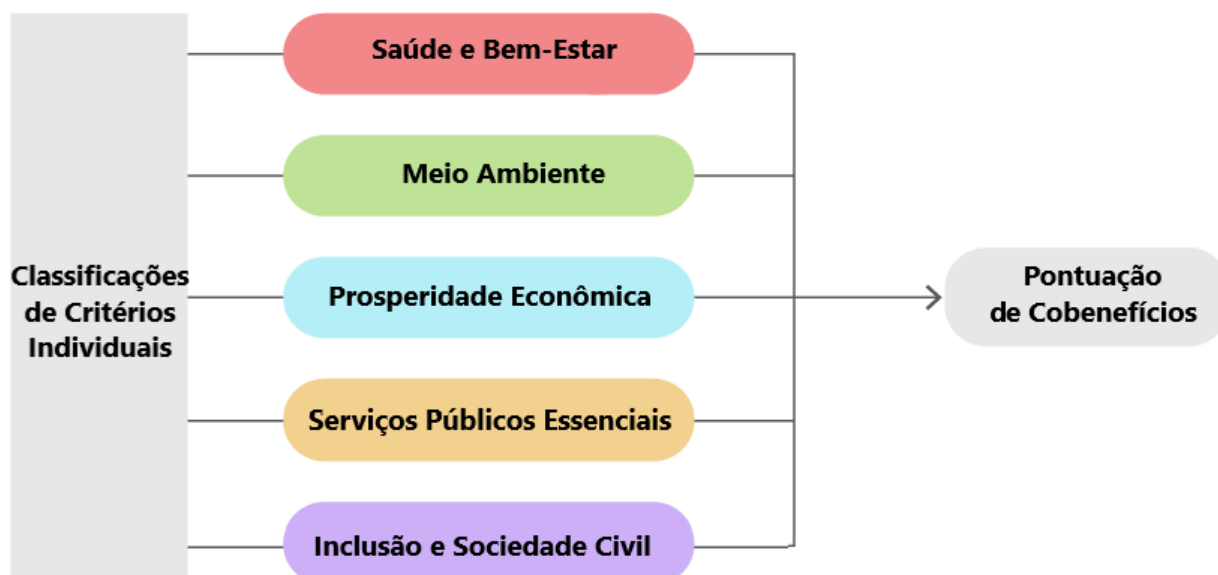 Classificações
de Critérios
Individuais
Saúde e Bem-Estar
Meio Ambiente
Prosperidade Econômica
Serviços Públicos Essenciais
Inclusão e Sociedade Civil
Pontuação
de Cobenefícios